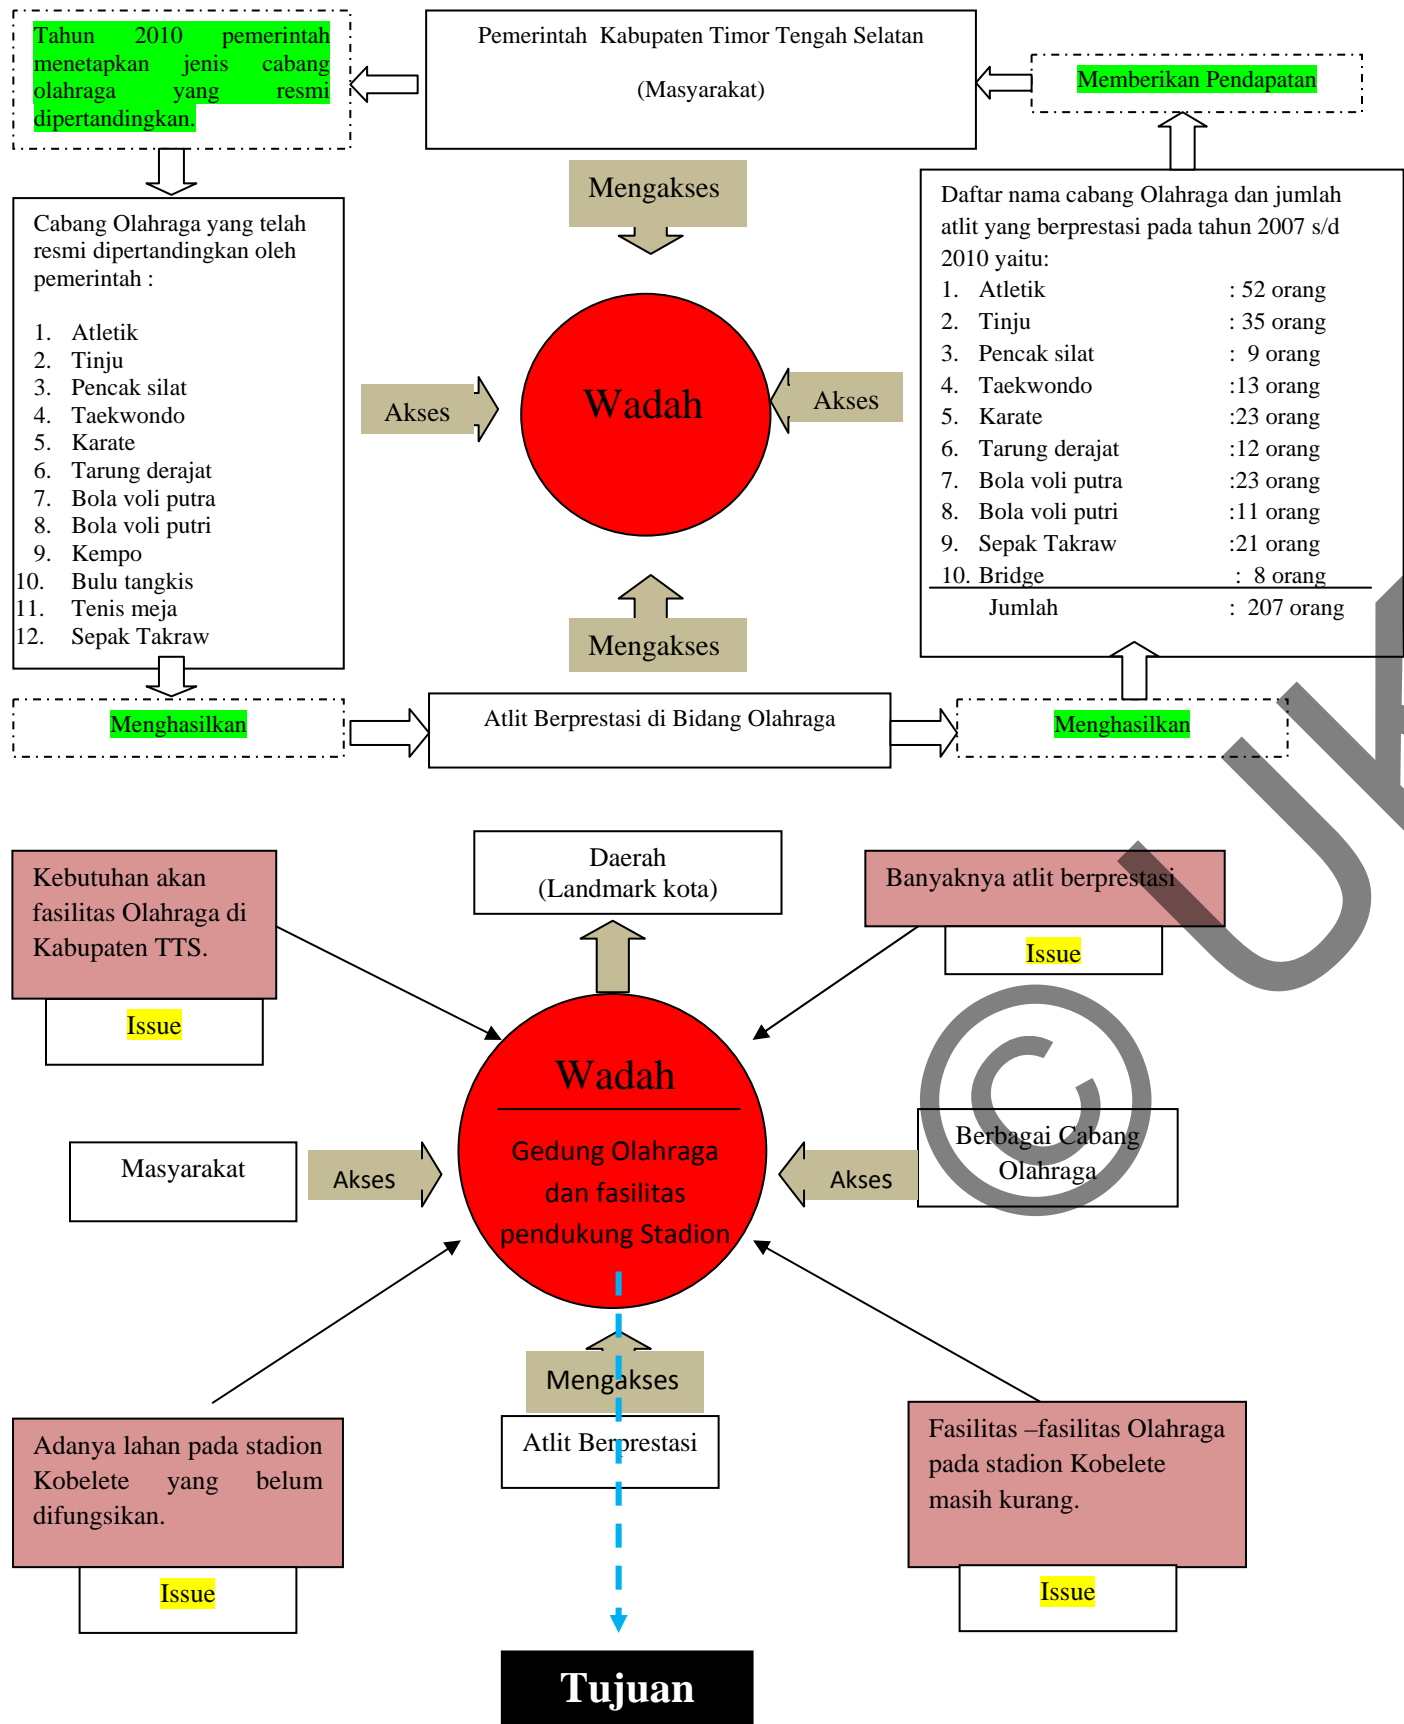 Tahun 2010 pemerintah
menetapkan jenis cabang
olahraga yang resmi
dipertandingkan.
Pemerintah Kabupaten Timor Tengah Selatan
(Masyarakat)
Memberikan Pendapatan
Mengakses
Cabang Olahraga yang telah
resmi dipertandingkan oleh
pemerintah :
1. Atletik
2. Tinju
3. Pencak silat
4. Taekwondo
5. Karate
6. Tarung derajat
7. Bola voli putra
8. Bola voli putri
9. Kempo
10. Bulu tangkis
11. Tenis meja
12. Sepak Takraw
Akses
Wadah
Akses
Daftar nama cabang Olahraga dan jumlah
atlit yang berprestasi pada tahun 2007 s/d
2010 yaitu:
1. Atletik : 52 orang
2. Tinju : 35 orang
3. Pencak silat : 9 orang
4. Taekwondo :13 orang
5. Karate :23 orang
6. Tarung derajat :12 orang
7. Bola voli putra :23 orang
8. Bola voli putri :11 orang
9. Sepak Takraw :21 orang
10. Bridge : 8 orang
Jumlah : 207 orang
Mengakses
Menghasilkan
Atlit Berprestasi di Bidang Olahraga
Menghasilkan
Daerah
(Landmark kota)
Kebutuhan akan
fasilitas Olahraga di
Kabupaten TTS.
Issue
Banyaknya atlit berprestasi
Issue
Wadah
Gedung Olahraga
dan fasilitas
pendukung Stadion
Masyarakat
Akses
Akses
Berbagai Cabang
Olahraga
Mengakses
Atlit Berprestasi
Adanya lahan pada stadion
Kobelete yang belum
difungsikan.
Issue
Fasilitas –fasilitas Olahraga
pada stadion Kobelete
masih kurang.
Issue
Tujuan